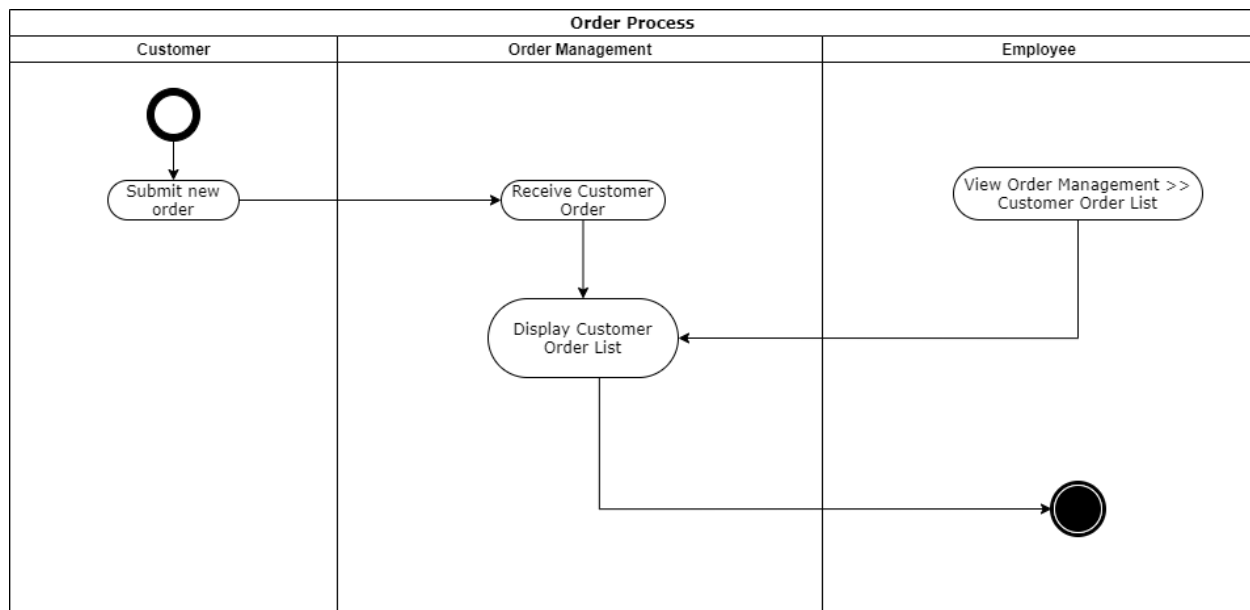 Order Process
Customer
Order Management
Employee
Submit new
order
Receive Customer
Order
View Order Management >>
Customer Order List
Display Customer
Order List